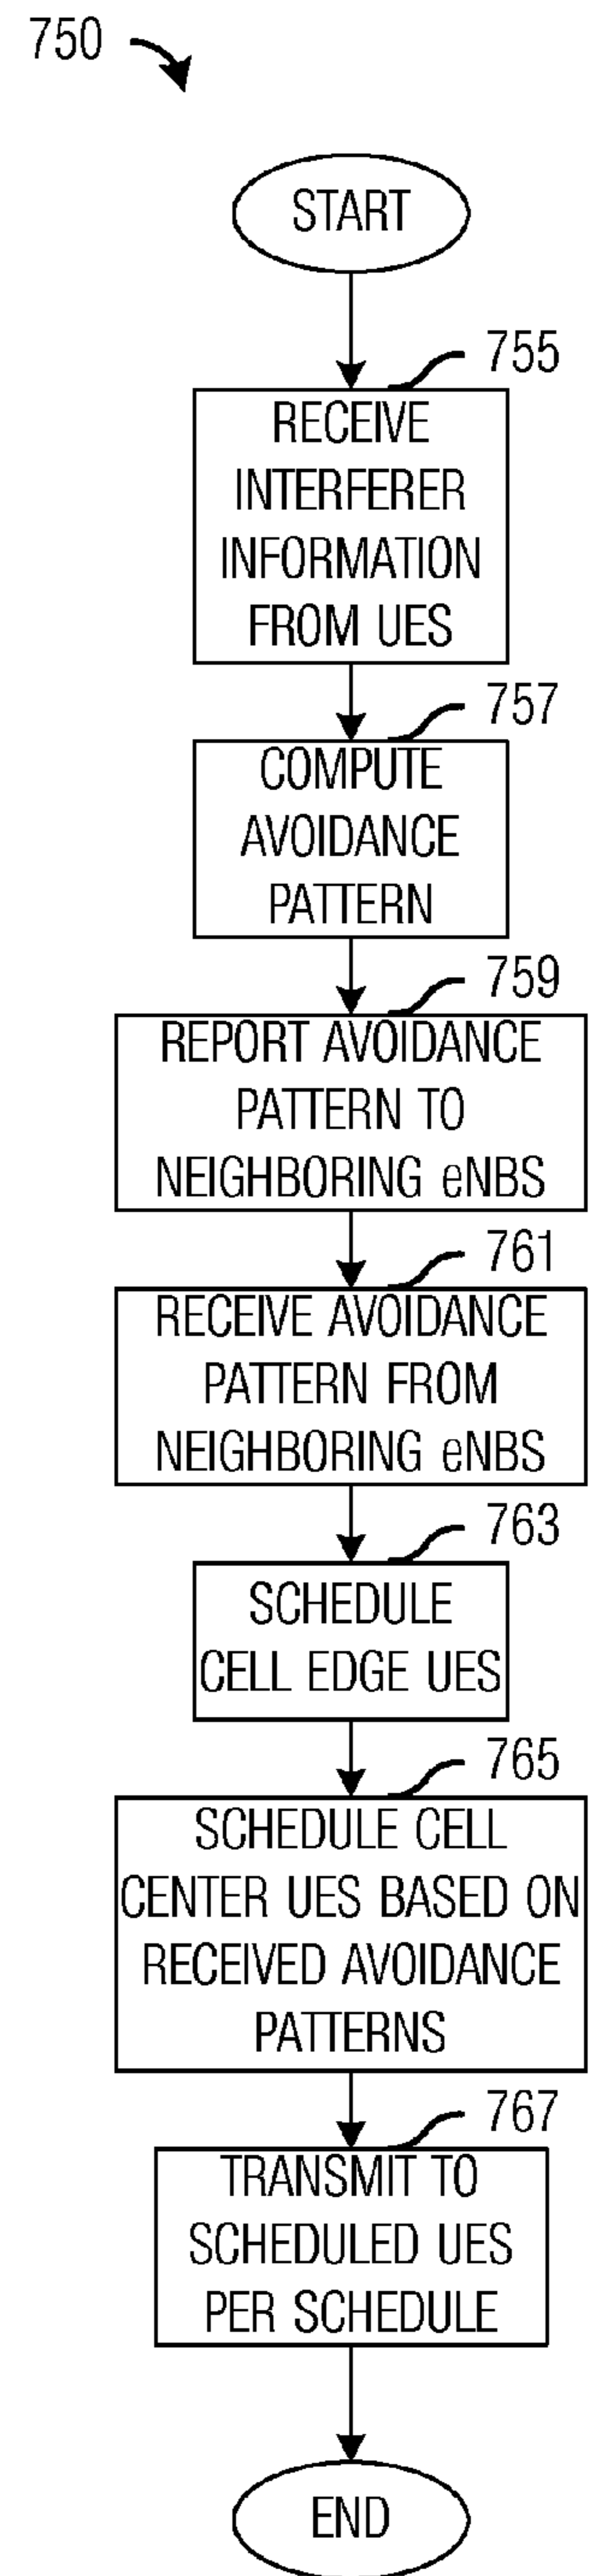 750
START
755
RECEIVE
INTERFERER
INFORMATION
FROM UES
757
COMPUTE
AVOIDANCE
PATTERN
759
REPORT AVOIDANCE
PATTERN TO
NEIGHBORING eNBS
761
RECEIVE AVOIDANCE
PATTERN FROM
NEIGHBORING eNBS
763
SCHEDULE
CELL EDGE UES
765
SCHEDULE CELL
CENTER UES BASED ON
RECEIVED AVOIDANCE
PATTERNS
767
TRANSMIT TO
SCHEDULED UES
PER SCHEDULE
END